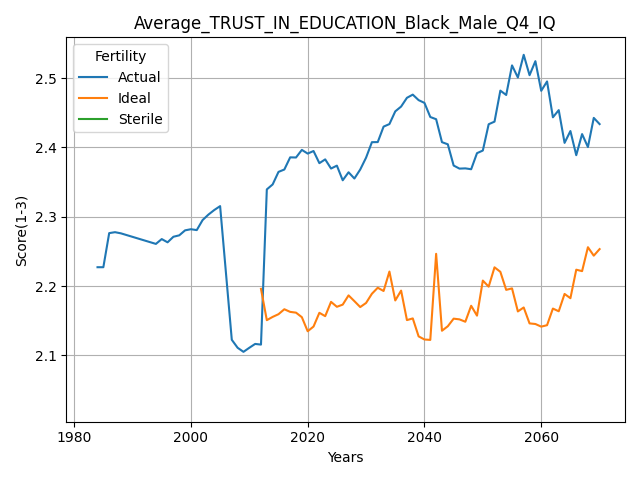 Average_TRUST_IN_EDUCATION_Black_Male_Q4_IQ
Fertility
Actual
Ideal
Sterile
Score(1-3)
2.5
2.4
2.3
2.2
2.1
1980
2000
2020
2040
2060
Years